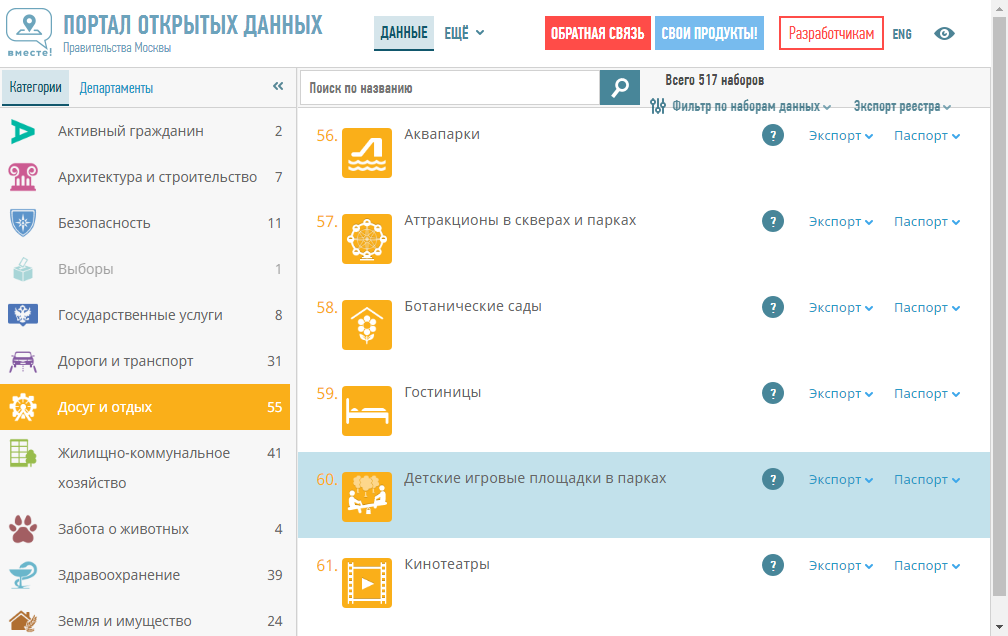 вместе!
ПОРТАЛ ОТКРЫТЫХ ДАННЫХ
Правительства Москвы
ДАННЫЕ
ЕЩЁ
ОБРАТНАЯ СВЯЗЬ
СВОИ ПРОДУКТЫ!
Разработчикам
ENG
Категории
Департаменты
«
Поиск по названию
Всего 517 наборов
Фильтр по наборам данных
Экспорт реестра
Активный гражданин 2
Архитектура и строительство 7
Безопасность 11
Выборы 1
Государственные услуги 8
Дороги и транспорт 31
Досуг и отдых 55
Жилищно-коммунальное 41
хозяйство
Забота о животных 4
Здравоохранение 39
Земля и имущество 24
56. Аквапарки ? Экспорт Паспорт
57. Аттракционы в скверах и парках ? Экспорт Паспорт
58. Ботанические сады ? Экспорт Паспорт
59. Гостиницы ? Экспорт Паспорт
60. Детские игровые площадки в парках ? Экспорт Паспорт
61. Кинотеатры ? Экспорт Паспорт